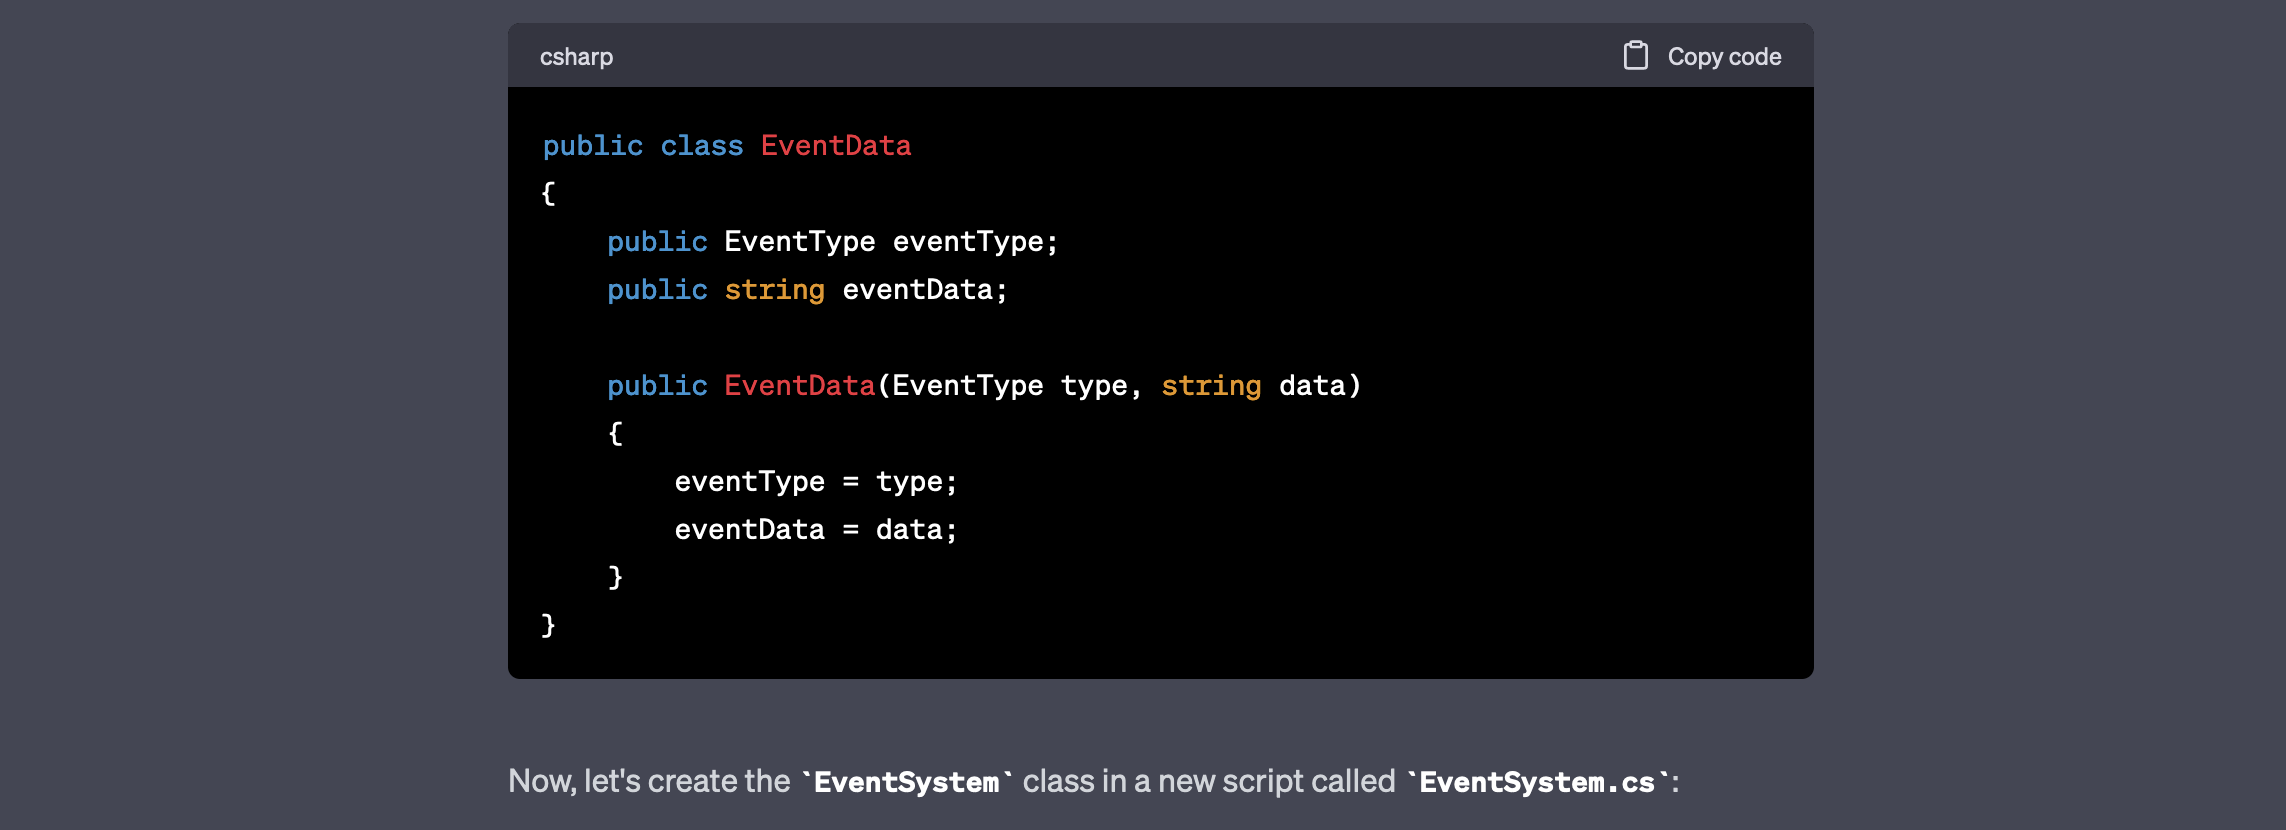 csharp
Copy code
public class EventData
{
    public EventType eventType;
    public string eventData;

    public EventData(EventType type, string data)
    {
        eventType = type;
        eventData = data;
    }
}
Now, let's create the `EventSystem` class in a new script called `EventSystem.cs`: